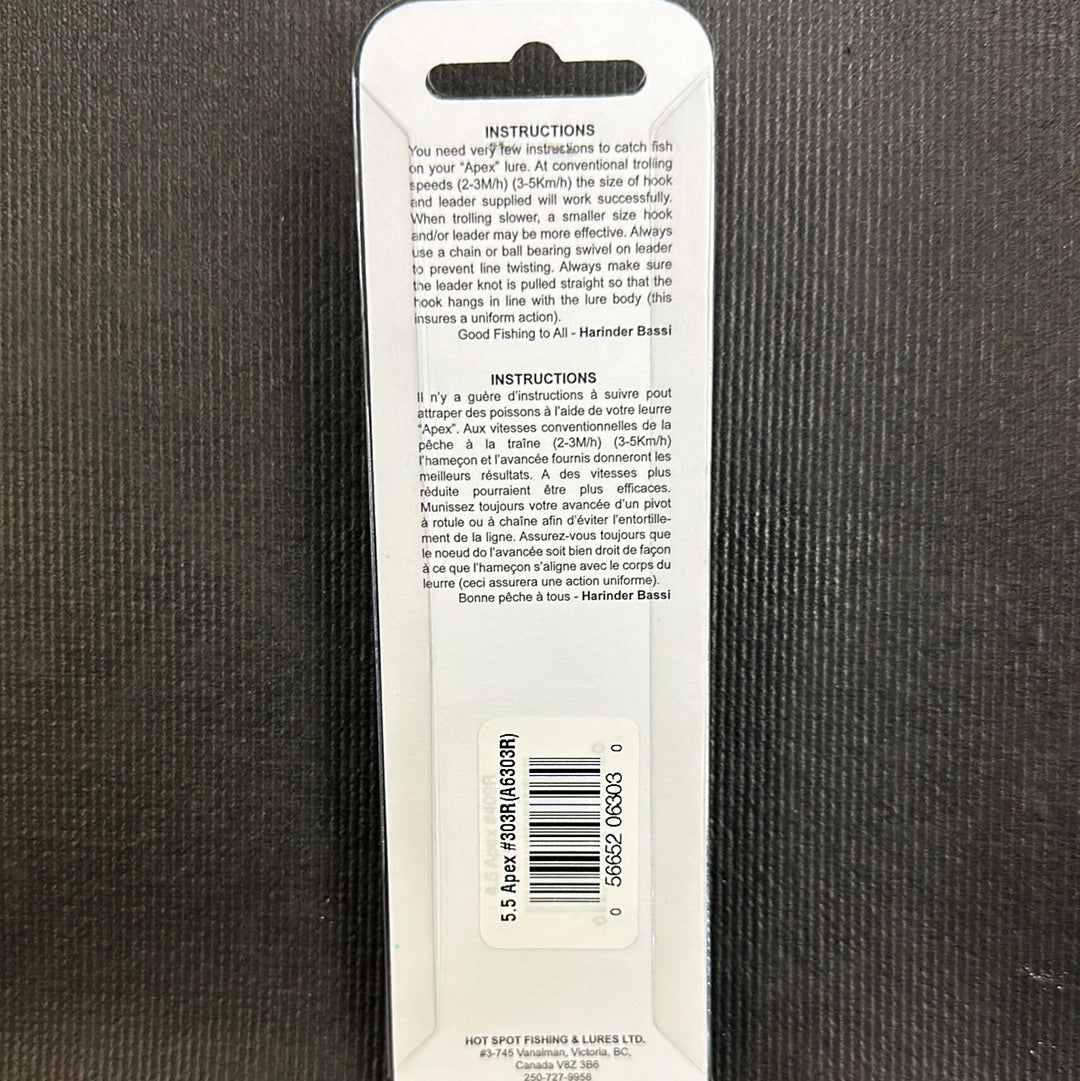 INSTRUCTIONS
You need very few instructions to catch fish
on your "Apex" lure. At conventional trolling
speeds (2-3M/h) (3-5Km/h) the size of hook
and leader supplied will work successfully.
When trolling slower, a smaller size hook
and/or leader may be more effective. Always
use a chain or ball bearing swivel on leader
to prevent line twisting. Always make sure
the leader knot is pulled straight so that the
hook hangs in line with the lure body (this
insures a uniform action).
Good Fishing to All - Harinder Bassi
INSTRUCTIONS
Il n'y a guère d'instructions à suivre pout
attraper des poissons à l'aide de votre leurre
"Apex". Aux vitesses conventionnelles de la
pêche à la traîne (2-3M/h) (3-5Km/h)
l'hameçon et l'avancée fournis donneront les
meilleurs résultats. A des vitesses plus
réduite pourraient être plus efficaces.
Munissez toujours votre avancée d'un pivot
à rotule ou à chaîne afin d'éviter l'entortille-
ment de la ligne. Assurez-vous toujours que
le noeud do l'avancée soit bien droit de façon
à ce que l'hameçon s'aligne avec le corps du
leurre (ceci assurera une action uniforme).
Bonne pêche à tous - Harinder Bassi
5.5 Apex #303R(A6303R)
0 56652 06303 0
HOT SPOT FISHING & LURES LTD.
#3-745 Vanalman, Victoria, BC,
Canada V8Z 3B6
250-727-9956